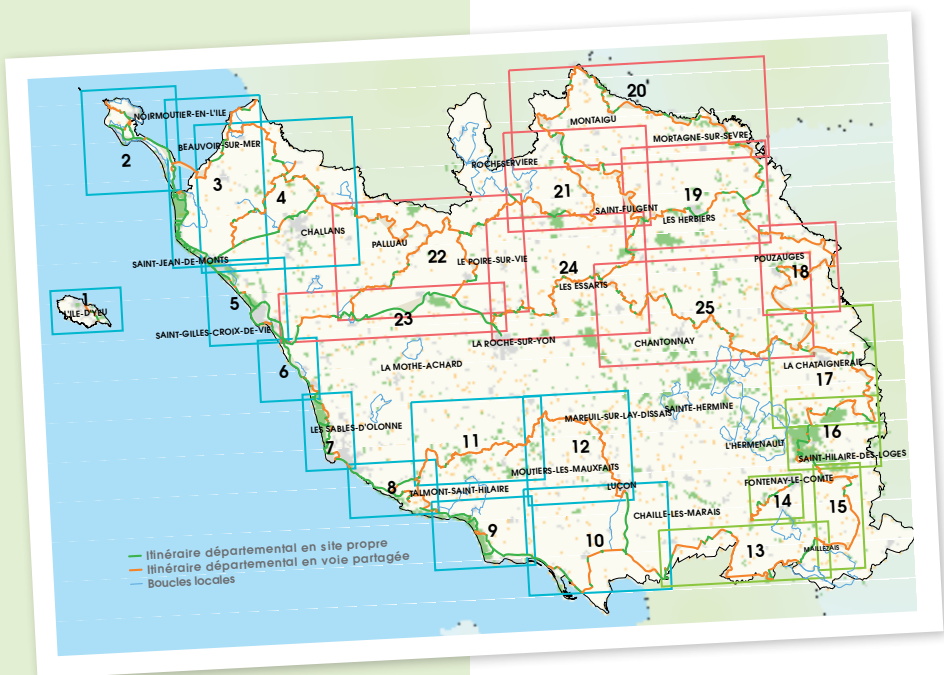 20
MONTAIGU
NOIRMOUTIER-EN-L'ILE
MORTAGNE-SUR-SEVRE
BEAUVOIR-SUR-MER
2
ROCHESERVIERE
3
4
21
19
SAINT-FULGENT
LES HERBIERS
CHALLANS
PALLUAU
22
LE POIRE-SUR-VIE
24
POUZAUGES
18
SAINT-JEAN-DE-MONTS
LES ESSARTS
1
L'ILE-D'YEU
5
23
25
SAINT-GILLES-CROIX-DE-VIE
LA ROCHE-SUR-YON
CHANTONNAY
6
LA MOTHE-ACHARD
LA CHATAIGNERAIE
17
LES SABLES-D'OLONNE
7
MAREUIL-SUR-LAY-DISSAIS
SAINTE-HERMINE
11
12
L'HERMENAULT
16
SAINT-HILAIRE-DES-LOGES
MOUTIERS-LES-MAUXFAITS
8
TALMONT-SAINT-HILAIRE
LUÇON
FONTENAY-LE-COMTE
14
15
CHAILLE-LES-MARAIS
9
10
13
MAILLEZAIS
Itinéraire départemental en site propre
Itinéraire départemental en voie partagée
Boucles locales